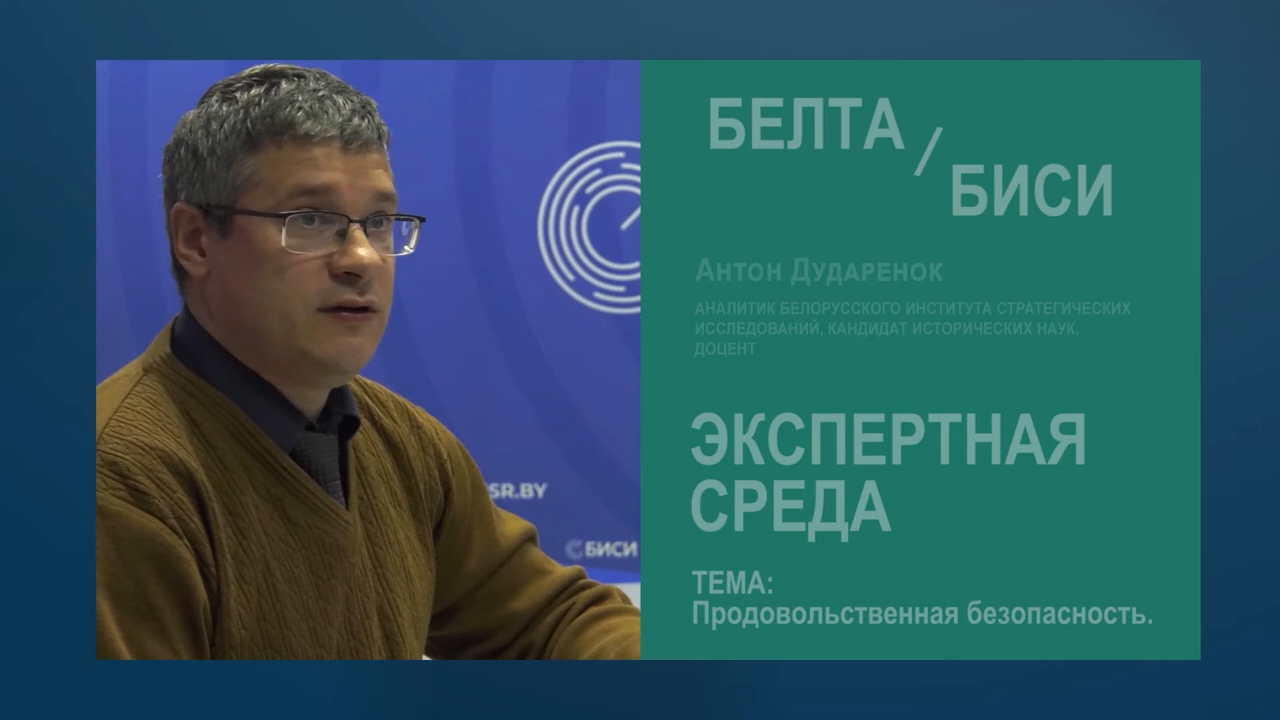 БЕЛТА /
БИСИ
Антон Дударенок
АНАЛИТИК БЕЛОРУССКОГО ИНСТИТУТА СТРАТЕГИЧЕСКИХ
ИССЛЕДОВАНИЙ, КАНДИДАТ ИСТОРИЧЕСКИХ НАУК,
ДОЦЕНТ
ЭКСПЕРТНАЯ
СРЕДА
ТЕМА:
Продовольственная безопасность.
SR.BY
БИСИ